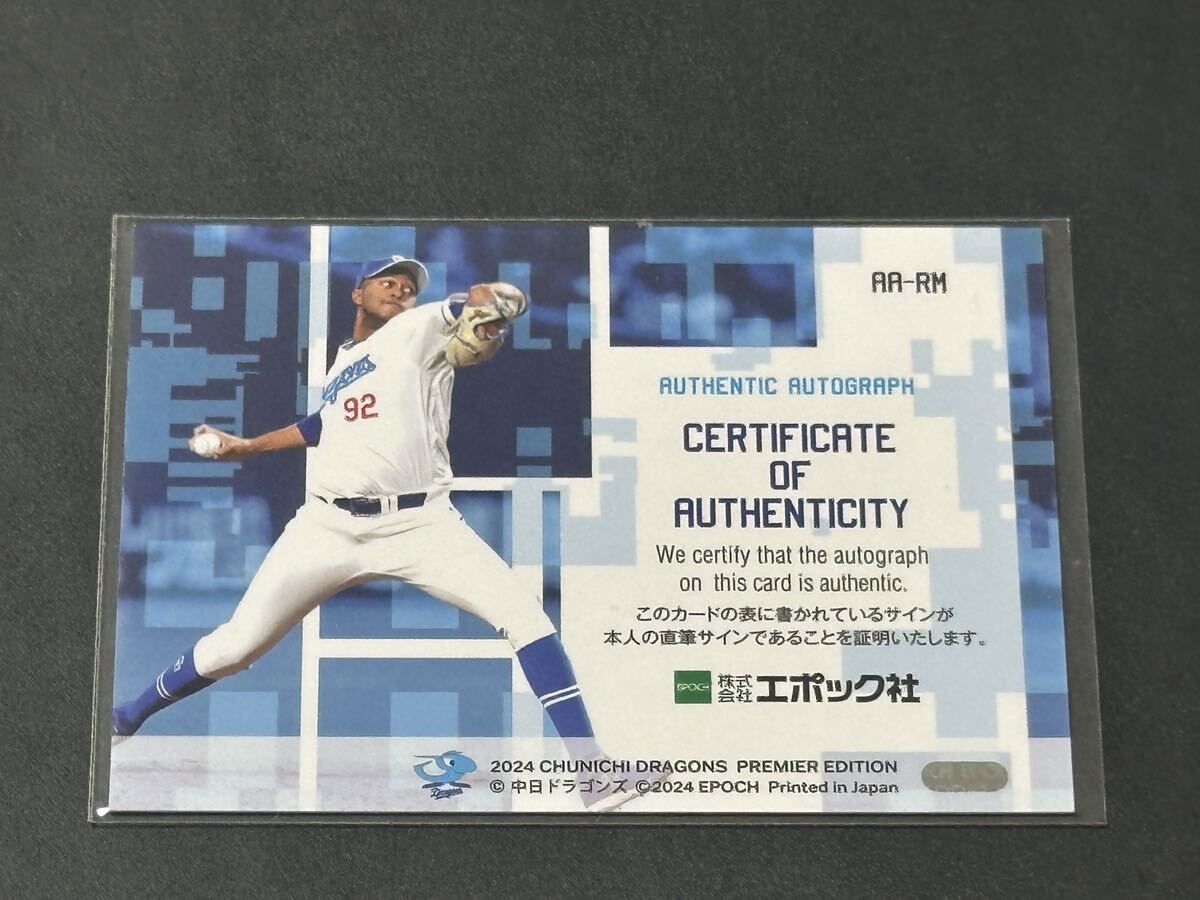 AA-RM
AUTHENTIC AUTOGRAPH
CERTIFICATE
OF
AUTHENTICITY
We certify that the autograph
on this card is authentic.
このカードの表に書かれているサインが
本人の直筆サインであることを証明いたします。
EPOCH 株式会社 エポック社
92
2024 CHUNICHI DRAGONS PREMIER EDITION
© 中日ドラゴンズ ©2024 EPOCH Printed in Japan